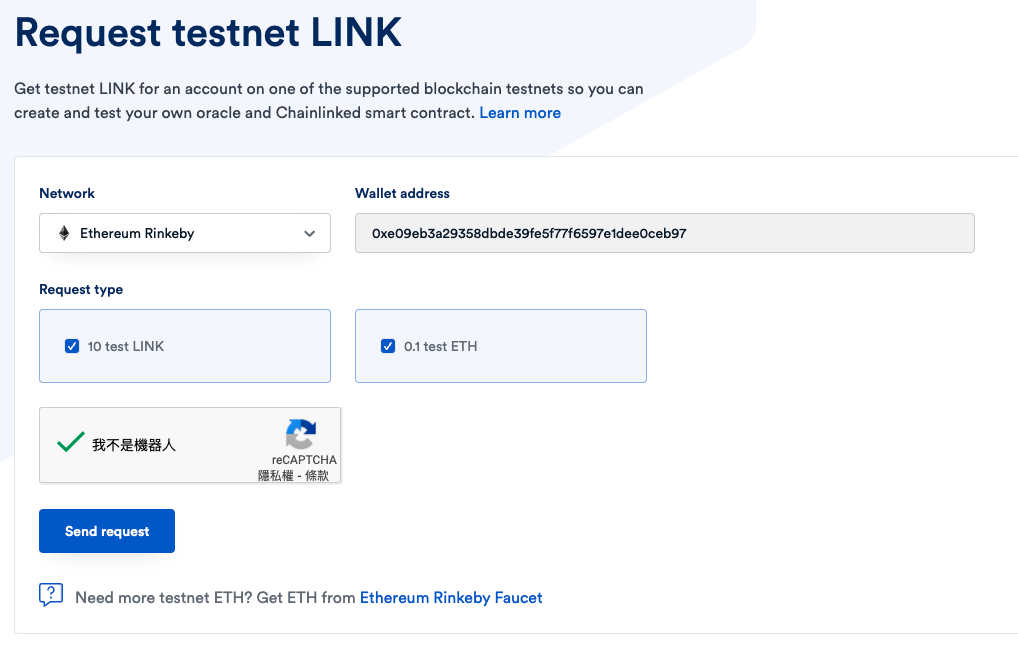 Request testnet LINK
Get testnet LINK for an account on one of the supported blockchain testnets so you can
create and test your own oracle and Chainlinked smart contract. Learn more
Network
Wallet address
Ethereum Rinkeby
0xe09eb3a29358dbde39fe5f77f6597e1dee0ceb97
Request type
10 test LINK
0.1 test ETH
我不是機器人
reCAPTCHA
隱私權 - 條款
Send request
Need more testnet ETH? Get ETH from Ethereum Rinkeby Faucet